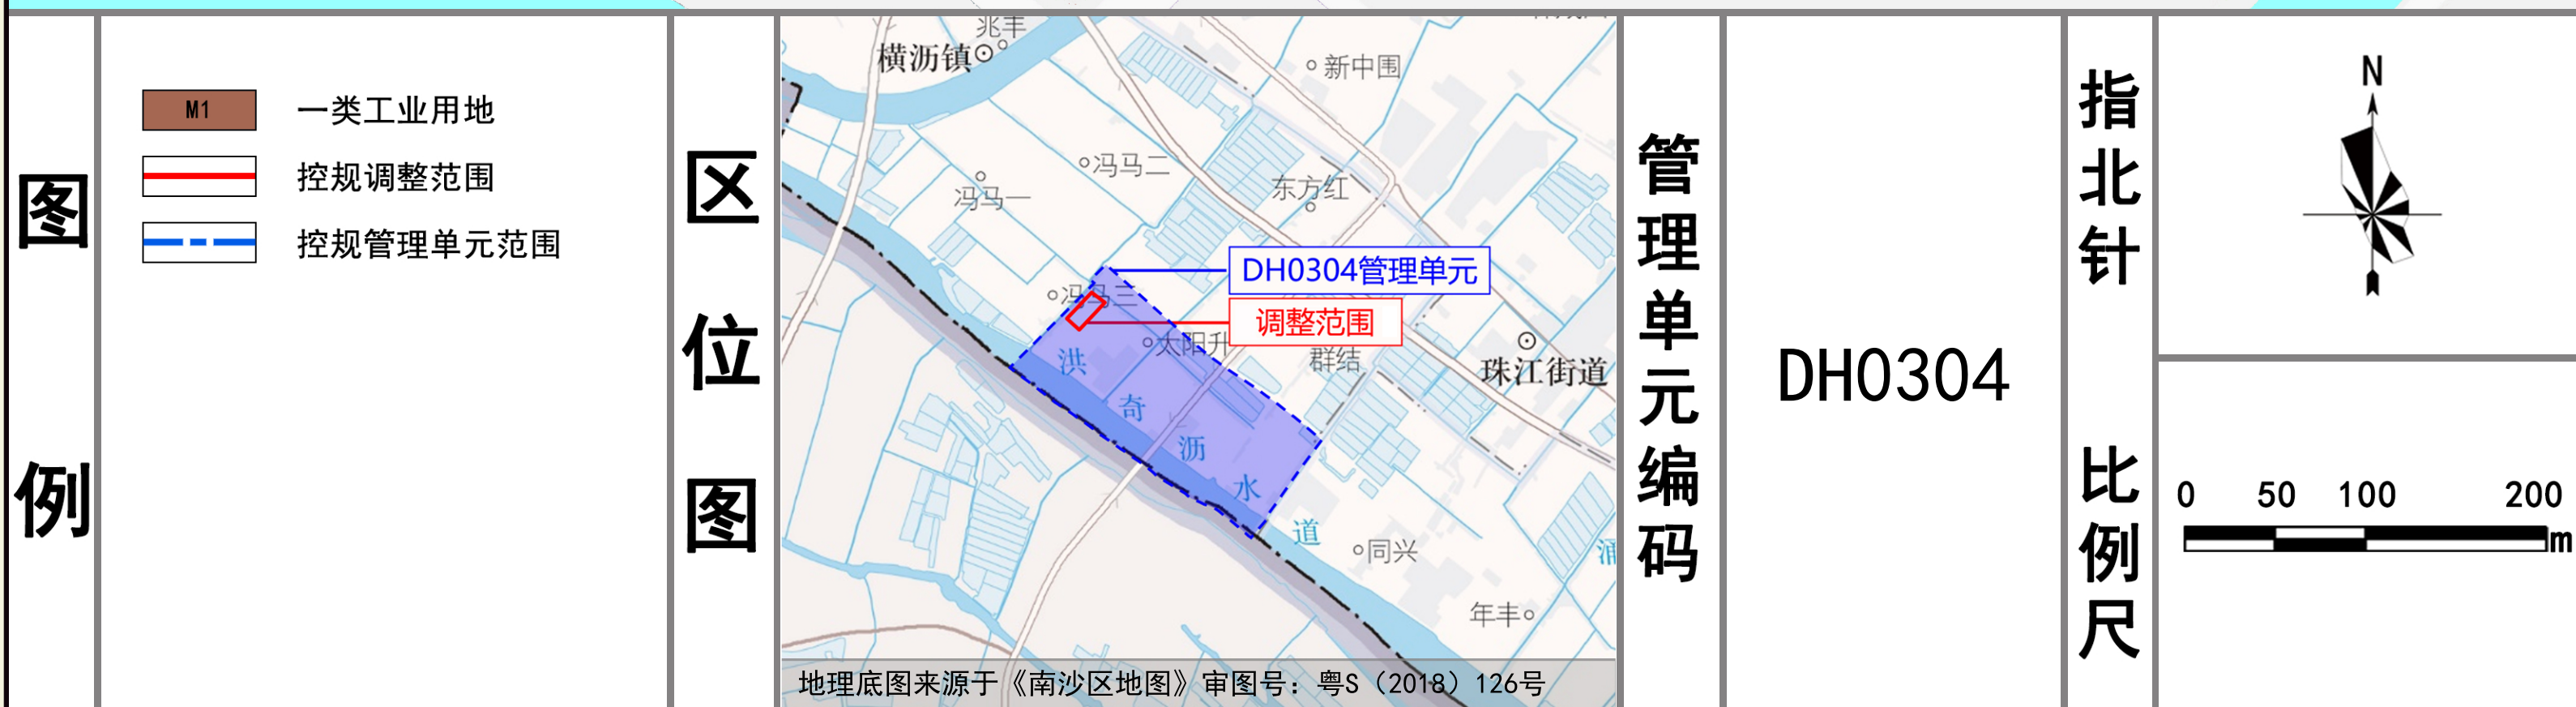 图例
M1 一类工业用地
控规调整范围
控规管理单元范围
区位图
兆丰
横沥镇
新中围
冯马二
冯马一
东方红
DH0304管理单元
冯马三
调整范围
太阳升
群结
珠江街道
洪奇沥水道
同兴
年丰
涌
地理底图来源于《南沙区地图》审图号：粤S（2018）126号
管理单元编码
DH0304
指北针
N
比例尺
0 50 100 200
m